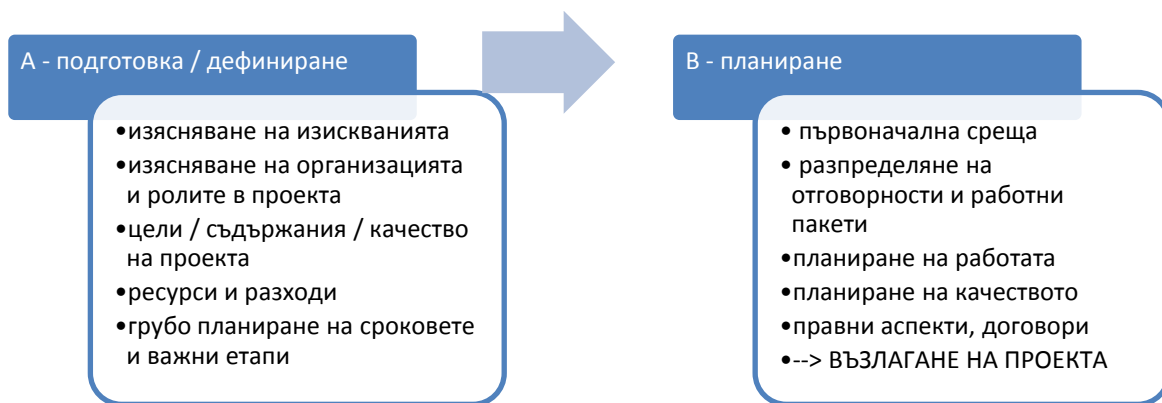 А - подготовка / дефиниране
•изясняване на изискванията
•изясняване на организацията
и ролите в проекта
•цели / съдържания / качество
на проекта
•ресурси и разходи
•грубо планиране на сроковете
и важни етапи
В - планиране
• първоначална среща
• разпределяне на
отговорности и работни
пакети
•планиране на работата
•планиране на качеството
•правни аспекти, договори
•--> ВЪЗЛАГАНЕ НА ПРОЕКТА